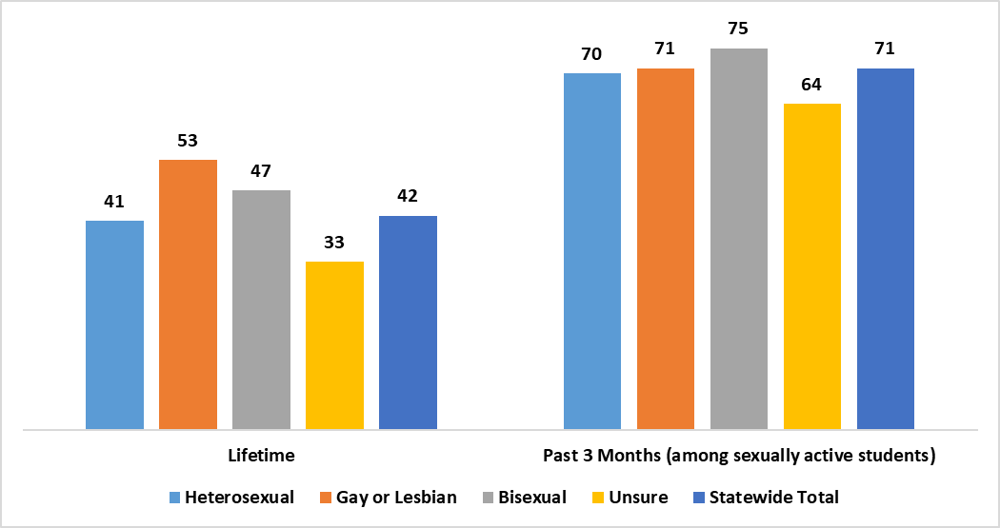 41
53
47
33
42
70
71
75
64
71
Lifetime
Past 3 Months (among sexually active students)
Heterosexual
Gay or Lesbian
Bisexual
Unsure
Statewide Total